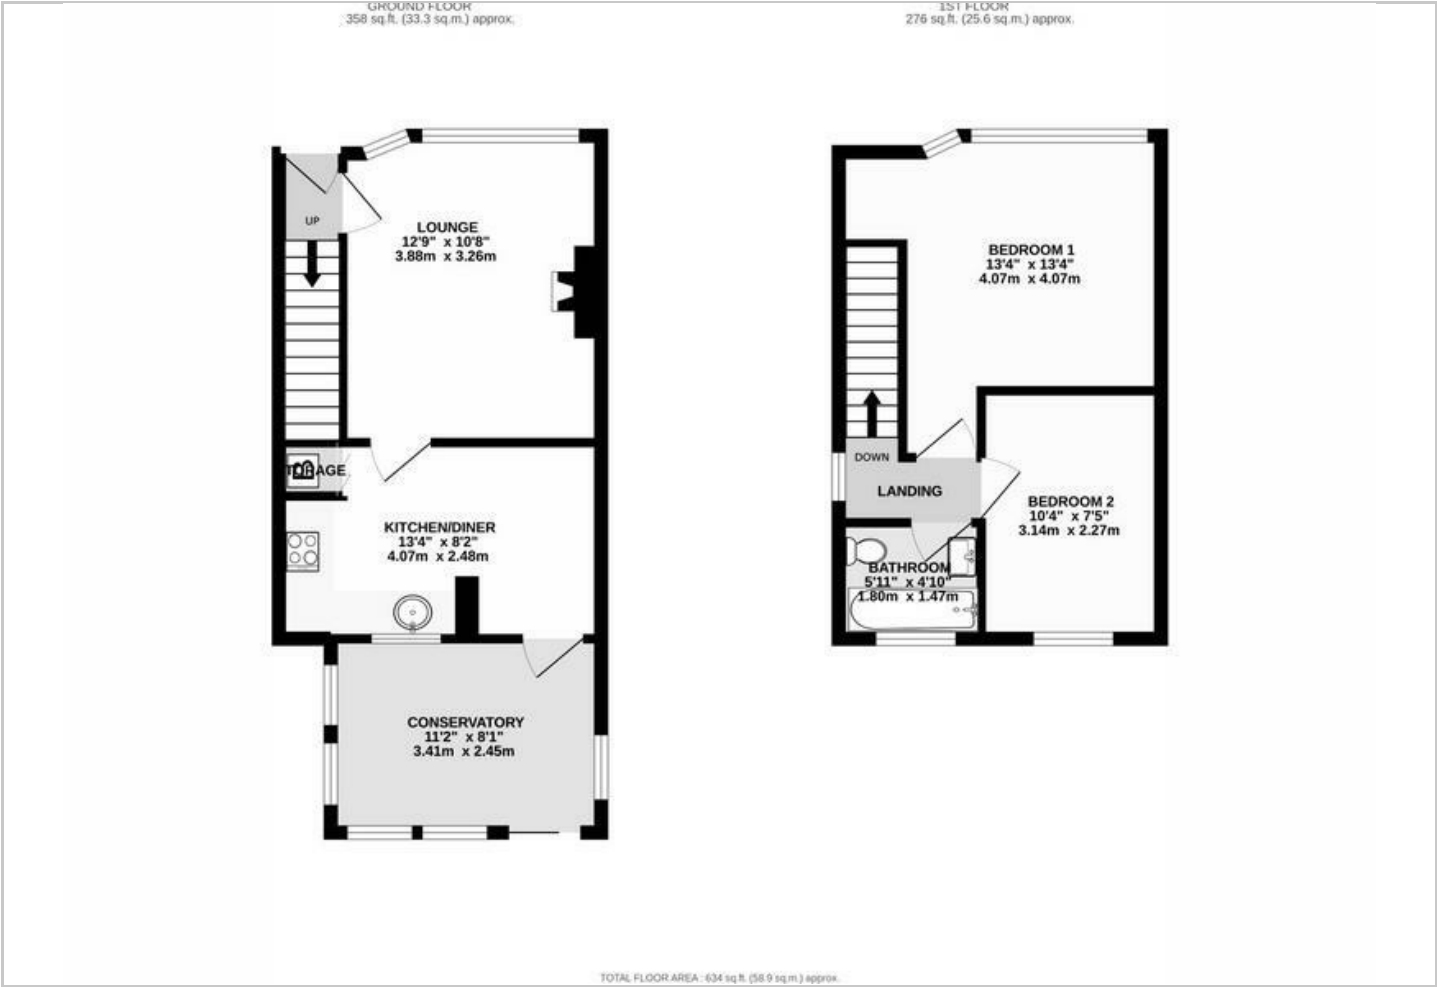 GROUND FLOOR
358 sq.ft. (33.3 sq.m.) approx.
1ST FLOOR
276 sq.ft. (25.6 sq.m.) approx.
UP
LOUNGE
12'9" x 10'8"
3.88m x 3.26m
TORAGE
B
KITCHEN/DINER
13'4" x 8'2"
4.07m x 2.48m
CONSERVATORY
11'2" x 8'1"
3.41m x 2.45m
BEDROOM 1
13'4" x 13'4"
4.07m x 4.07m
DOWN
LANDING
BEDROOM 2
10'4" x 7'5"
3.14m x 2.27m
BATHROOM
5'11" x 4'10"
1.80m x 1.47m
TOTAL FLOOR AREA : 634 sq.ft. (58.9 sq.m.) approx.